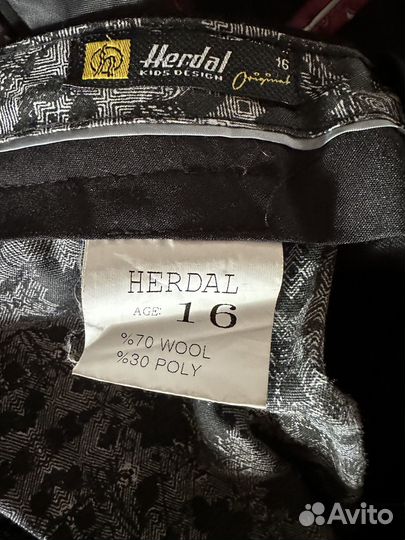 Herdal
KIDS DESIGN
Original
16
HERDAL
AGE: 16
%70 WOOL
%30 POLY
Avito